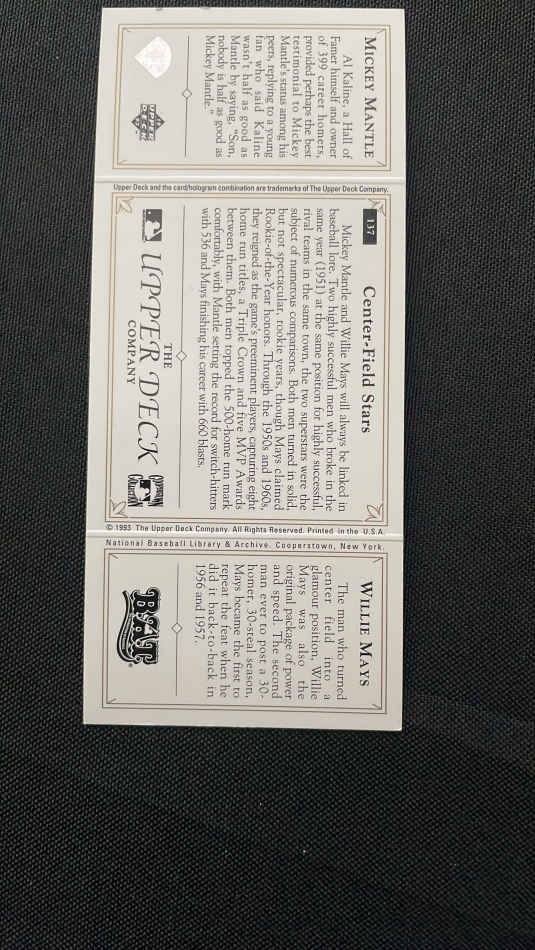 MICKEY MANTLE
Al Kaline, a Hall of
Famer himself and owner
of 399 career homers,
provided perhaps the best
testimonial to Mickey
Mantle's status among his
peers, replying to a young
fan who said Kaline
wasn't half as good as
Mantle by saying, "Son,
nobody is half as good as
Mickey Mantle."
UPPER DECK
Upper Deck and the card/hologram combination are trademarks of The Upper Deck Company.
137
Center-Field Stars
Mickey Mantle and Willie Mays will always be linked in
baseball lore. Two highly successful men who broke in the
same year (1951) at the same position for highly successful,
rival teams in the same town, the two superstars were the
subject of numerous comparisons. Both men turned in solid,
but not spectacular, rookie years, though Mays claimed
Rookie-of-the-Year honors. Through the 1950s and 1960s,
they reigned as the game's preeminent players, capturing eight
home run titles, a Triple Crown and five MVP Awards
between them. Both men topped the 500-home run mark
comfortably, with Mantle setting the record for switch-hitters
with 536 and Mays finishing his career with 660 blasts.
THE
UPPER DECK
COMPANY
© 1993 The Upper Deck Company. All Rights Reserved. Printed in the U.S.A.
National Baseball Library & Archive. Cooperstown, New York.
WILLIE MAYS
The man who turned
center field into a
glamour position, Willie
Mays was also the
original package of power
and speed. The second
man ever to post a 30-
homer, 30-steal season,
Mays became the first to
repeat the feat when he
did it back-to-back in
1956 and 1957.
B.A.T.